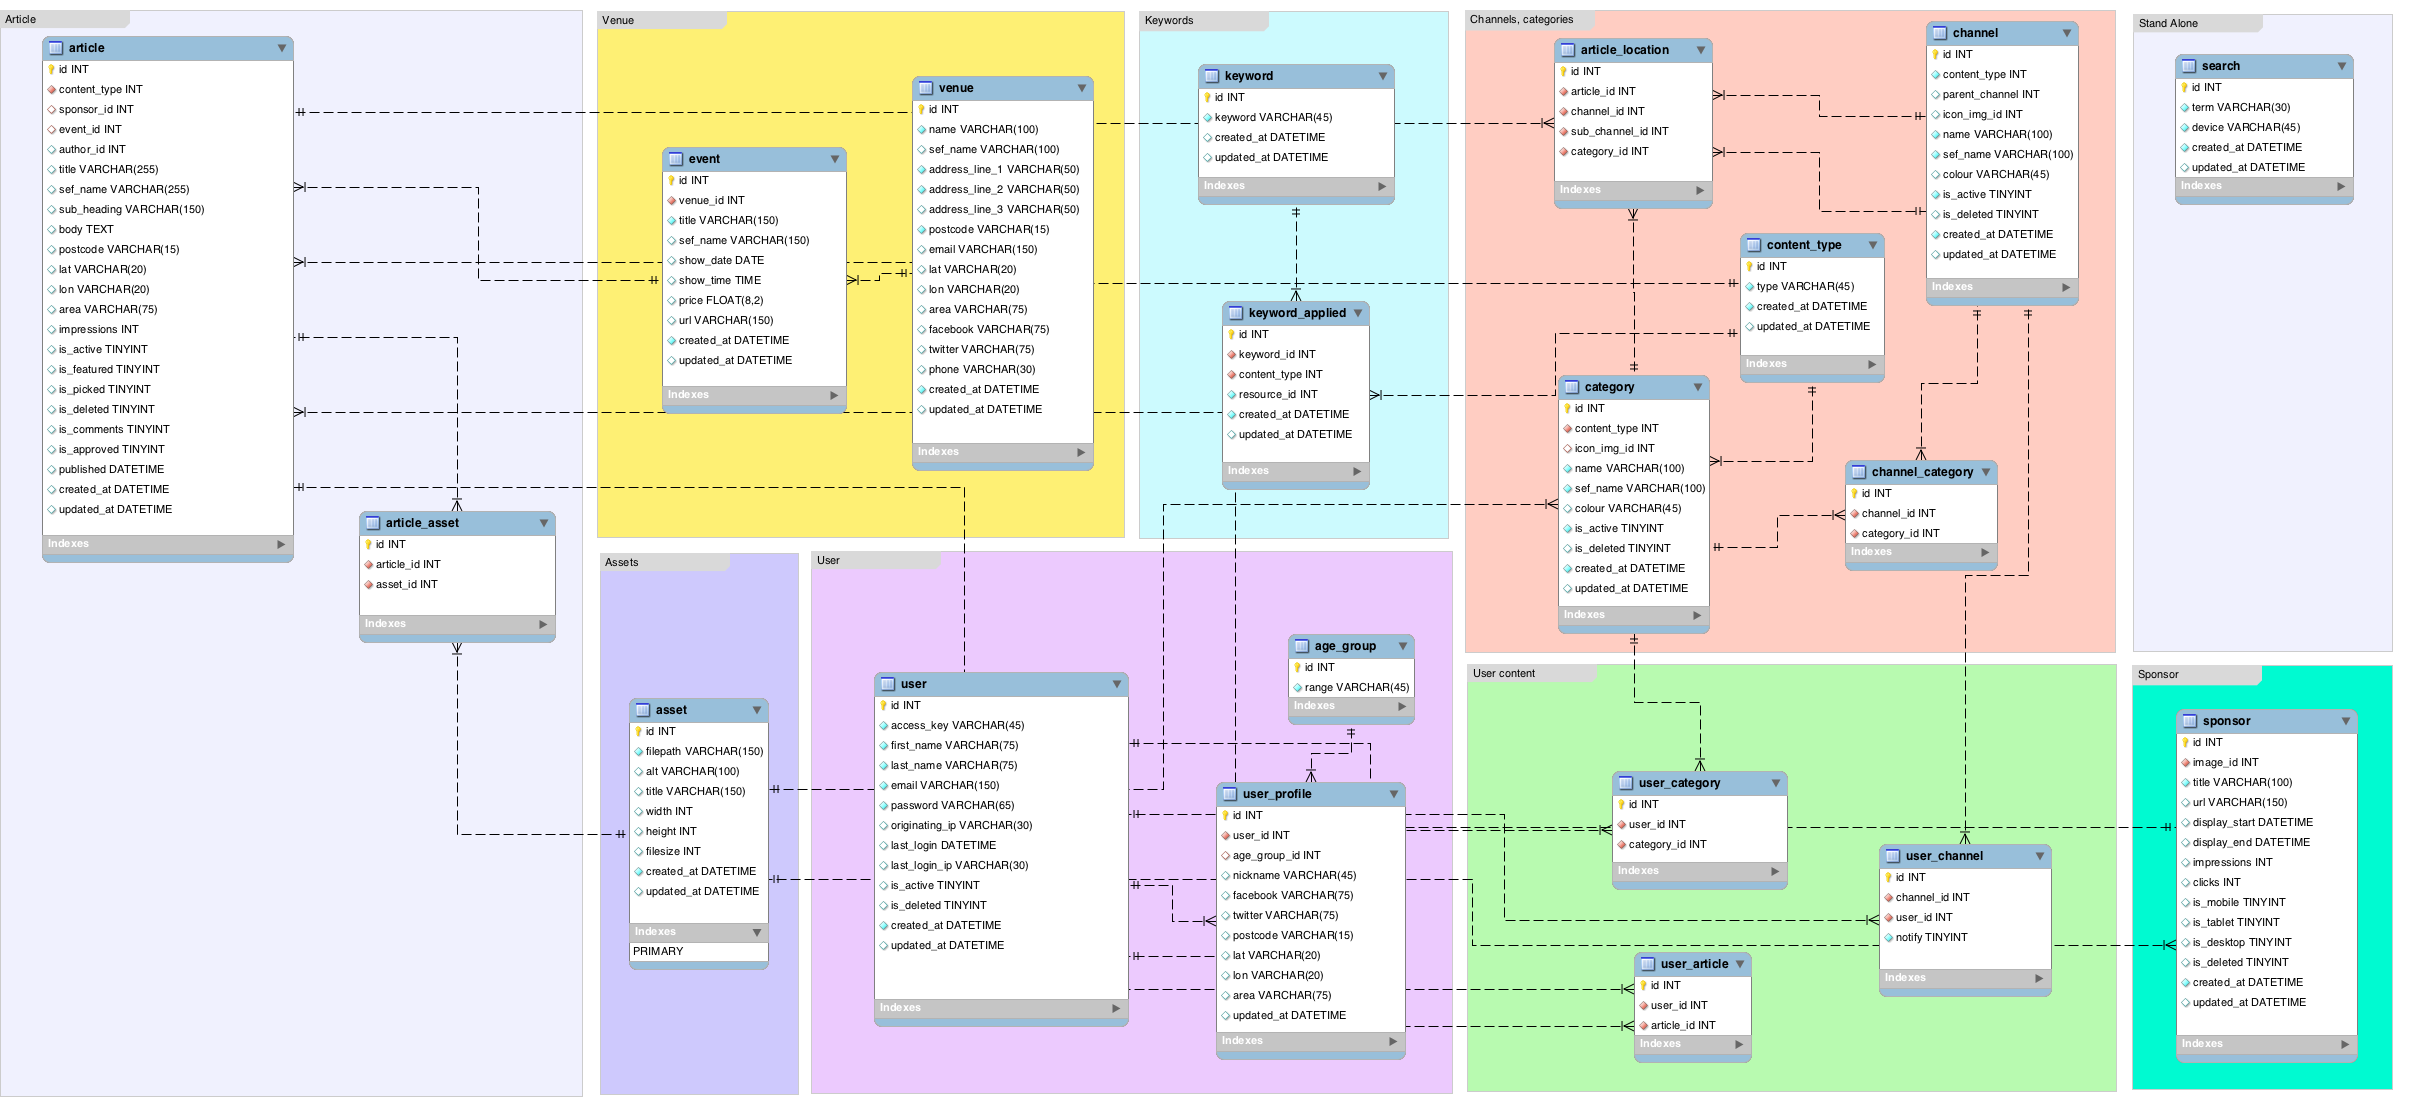 Article
article
id INT
content_type INT
sponsor_id INT
event_id INT
author_id INT
title VARCHAR(255)
sef_name VARCHAR(255)
sub_heading VARCHAR(150)
body TEXT
postcode VARCHAR(15)
lat VARCHAR(20)
lon VARCHAR(20)
area VARCHAR(75)
impressions INT
is_active TINYINT
is_featured TINYINT
is_picked TINYINT
is_deleted TINYINT
is_comments TINYINT
is_approved TINYINT
published DATETIME
created_at DATETIME
updated_at DATETIME
Indexes
article_asset
id INT
article_id INT
asset_id INT
Indexes
Venue
event
id INT
venue_id INT
title VARCHAR(150)
sef_name VARCHAR(150)
show_date DATE
show_time TIME
price FLOAT(8,2)
url VARCHAR(150)
created_at DATETIME
updated_at DATETIME
Indexes
venue
id INT
name VARCHAR(100)
sef_name VARCHAR(100)
address_line_1 VARCHAR(50)
address_line_2 VARCHAR(50)
address_line_3 VARCHAR(50)
postcode VARCHAR(15)
email VARCHAR(150)
lat VARCHAR(20)
lon VARCHAR(20)
area VARCHAR(75)
facebook VARCHAR(75)
twitter VARCHAR(75)
phone VARCHAR(30)
created_at DATETIME
updated_at DATETIME
Indexes
Keywords
keyword
id INT
keyword VARCHAR(45)
created_at DATETIME
updated_at DATETIME
Indexes
keyword_applied
id INT
keyword_id INT
content_type INT
resource_id INT
created_at DATETIME
updated_at DATETIME
Indexes
Channels, categories
article_location
id INT
article_id INT
channel_id INT
sub_channel_id INT
category_id INT
Indexes
channel
id INT
content_type INT
parent_channel INT
icon_img_id INT
name VARCHAR(100)
sef_name VARCHAR(100)
colour VARCHAR(45)
is_active TINYINT
is_deleted TINYINT
created_at DATETIME
updated_at DATETIME
Indexes
content_type
id INT
type VARCHAR(45)
created_at DATETIME
updated_at DATETIME
Indexes
category
id INT
content_type INT
icon_img_id INT
name VARCHAR(100)
sef_name VARCHAR(100)
colour VARCHAR(45)
is_active TINYINT
is_deleted TINYINT
created_at DATETIME
updated_at DATETIME
Indexes
channel_category
id INT
channel_id INT
category_id INT
Indexes
Stand Alone
search
id INT
term VARCHAR(30)
device VARCHAR(45)
created_at DATETIME
updated_at DATETIME
Indexes
Assets
asset
id INT
filepath VARCHAR(150)
alt VARCHAR(100)
title VARCHAR(150)
width INT
height INT
filesize INT
created_at DATETIME
updated_at DATETIME
Indexes
PRIMARY
User
user
id INT
access_key VARCHAR(45)
first_name VARCHAR(75)
last_name VARCHAR(75)
email VARCHAR(150)
password VARCHAR(65)
originating_ip VARCHAR(30)
last_login DATETIME
last_login_ip VARCHAR(30)
is_active TINYINT
is_deleted TINYINT
created_at DATETIME
updated_at DATETIME
Indexes
age_group
id INT
range VARCHAR(45)
Indexes
user_profile
id INT
user_id INT
age_group_id INT
nickname VARCHAR(45)
facebook VARCHAR(75)
twitter VARCHAR(75)
postcode VARCHAR(15)
lat VARCHAR(20)
lon VARCHAR(20)
area VARCHAR(75)
updated_at DATETIME
Indexes
User content
user_category
id INT
user_id INT
category_id INT
Indexes
user_channel
id INT
channel_id INT
user_id INT
notify TINYINT
Indexes
user_article
id INT
user_id INT
article_id INT
Indexes
Sponsor
sponsor
id INT
image_id INT
title VARCHAR(100)
url VARCHAR(150)
display_start DATETIME
display_end DATETIME
impressions INT
clicks INT
is_mobile TINYINT
is_tablet TINYINT
is_desktop TINYINT
is_deleted TINYINT
created_at DATETIME
updated_at DATETIME
Indexes